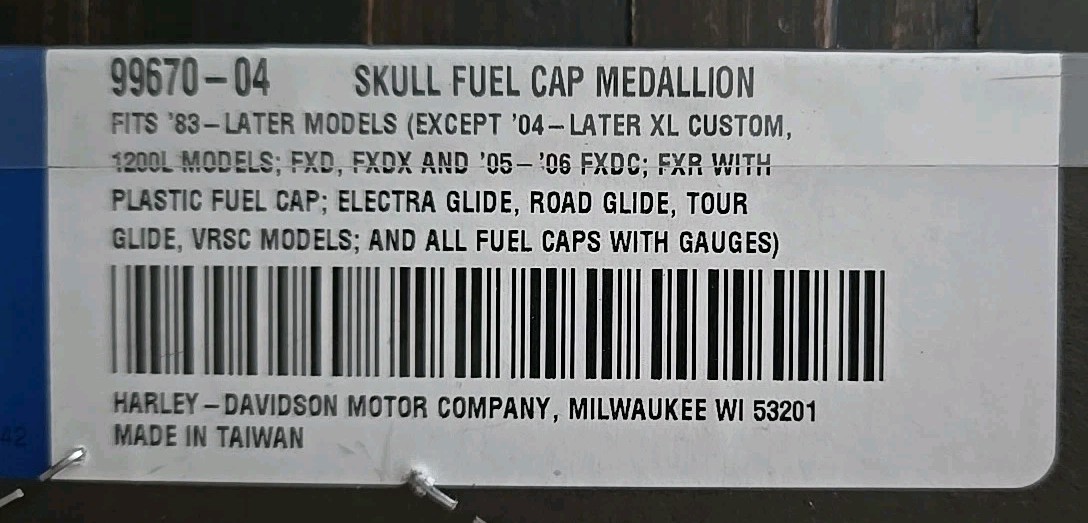 99670-04 SKULL FUEL CAP MEDALLION
FITS '83-LATER MODELS (EXCEPT '04-LATER XL CUSTOM,
1200L MODELS; FXD, FXDX AND '05-'06 FXDC; FXR WITH
PLASTIC FUEL CAP; ELECTRA GLIDE, ROAD GLIDE, TOUR
GLIDE, VRSC MODELS; AND ALL FUEL CAPS WITH GAUGES)
HARLEY-DAVIDSON MOTOR COMPANY, MILWAUKEE WI 53201
MADE IN TAIWAN
42